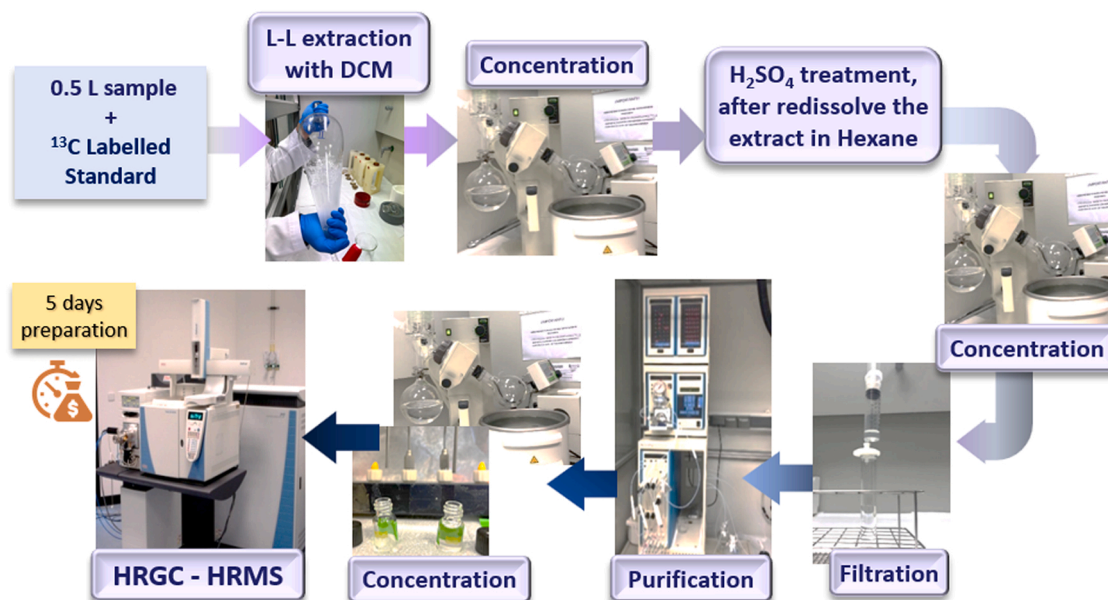 0.5 L sample
+
¹³C Labelled
Standard
L-L extraction
with DCM
Concentration
H₂SO₄ treatment,
after redissolve the
extract in Hexane
Concentration
Filtration
Purification
Concentration
HRGC - HRMS
5 days
preparation
$